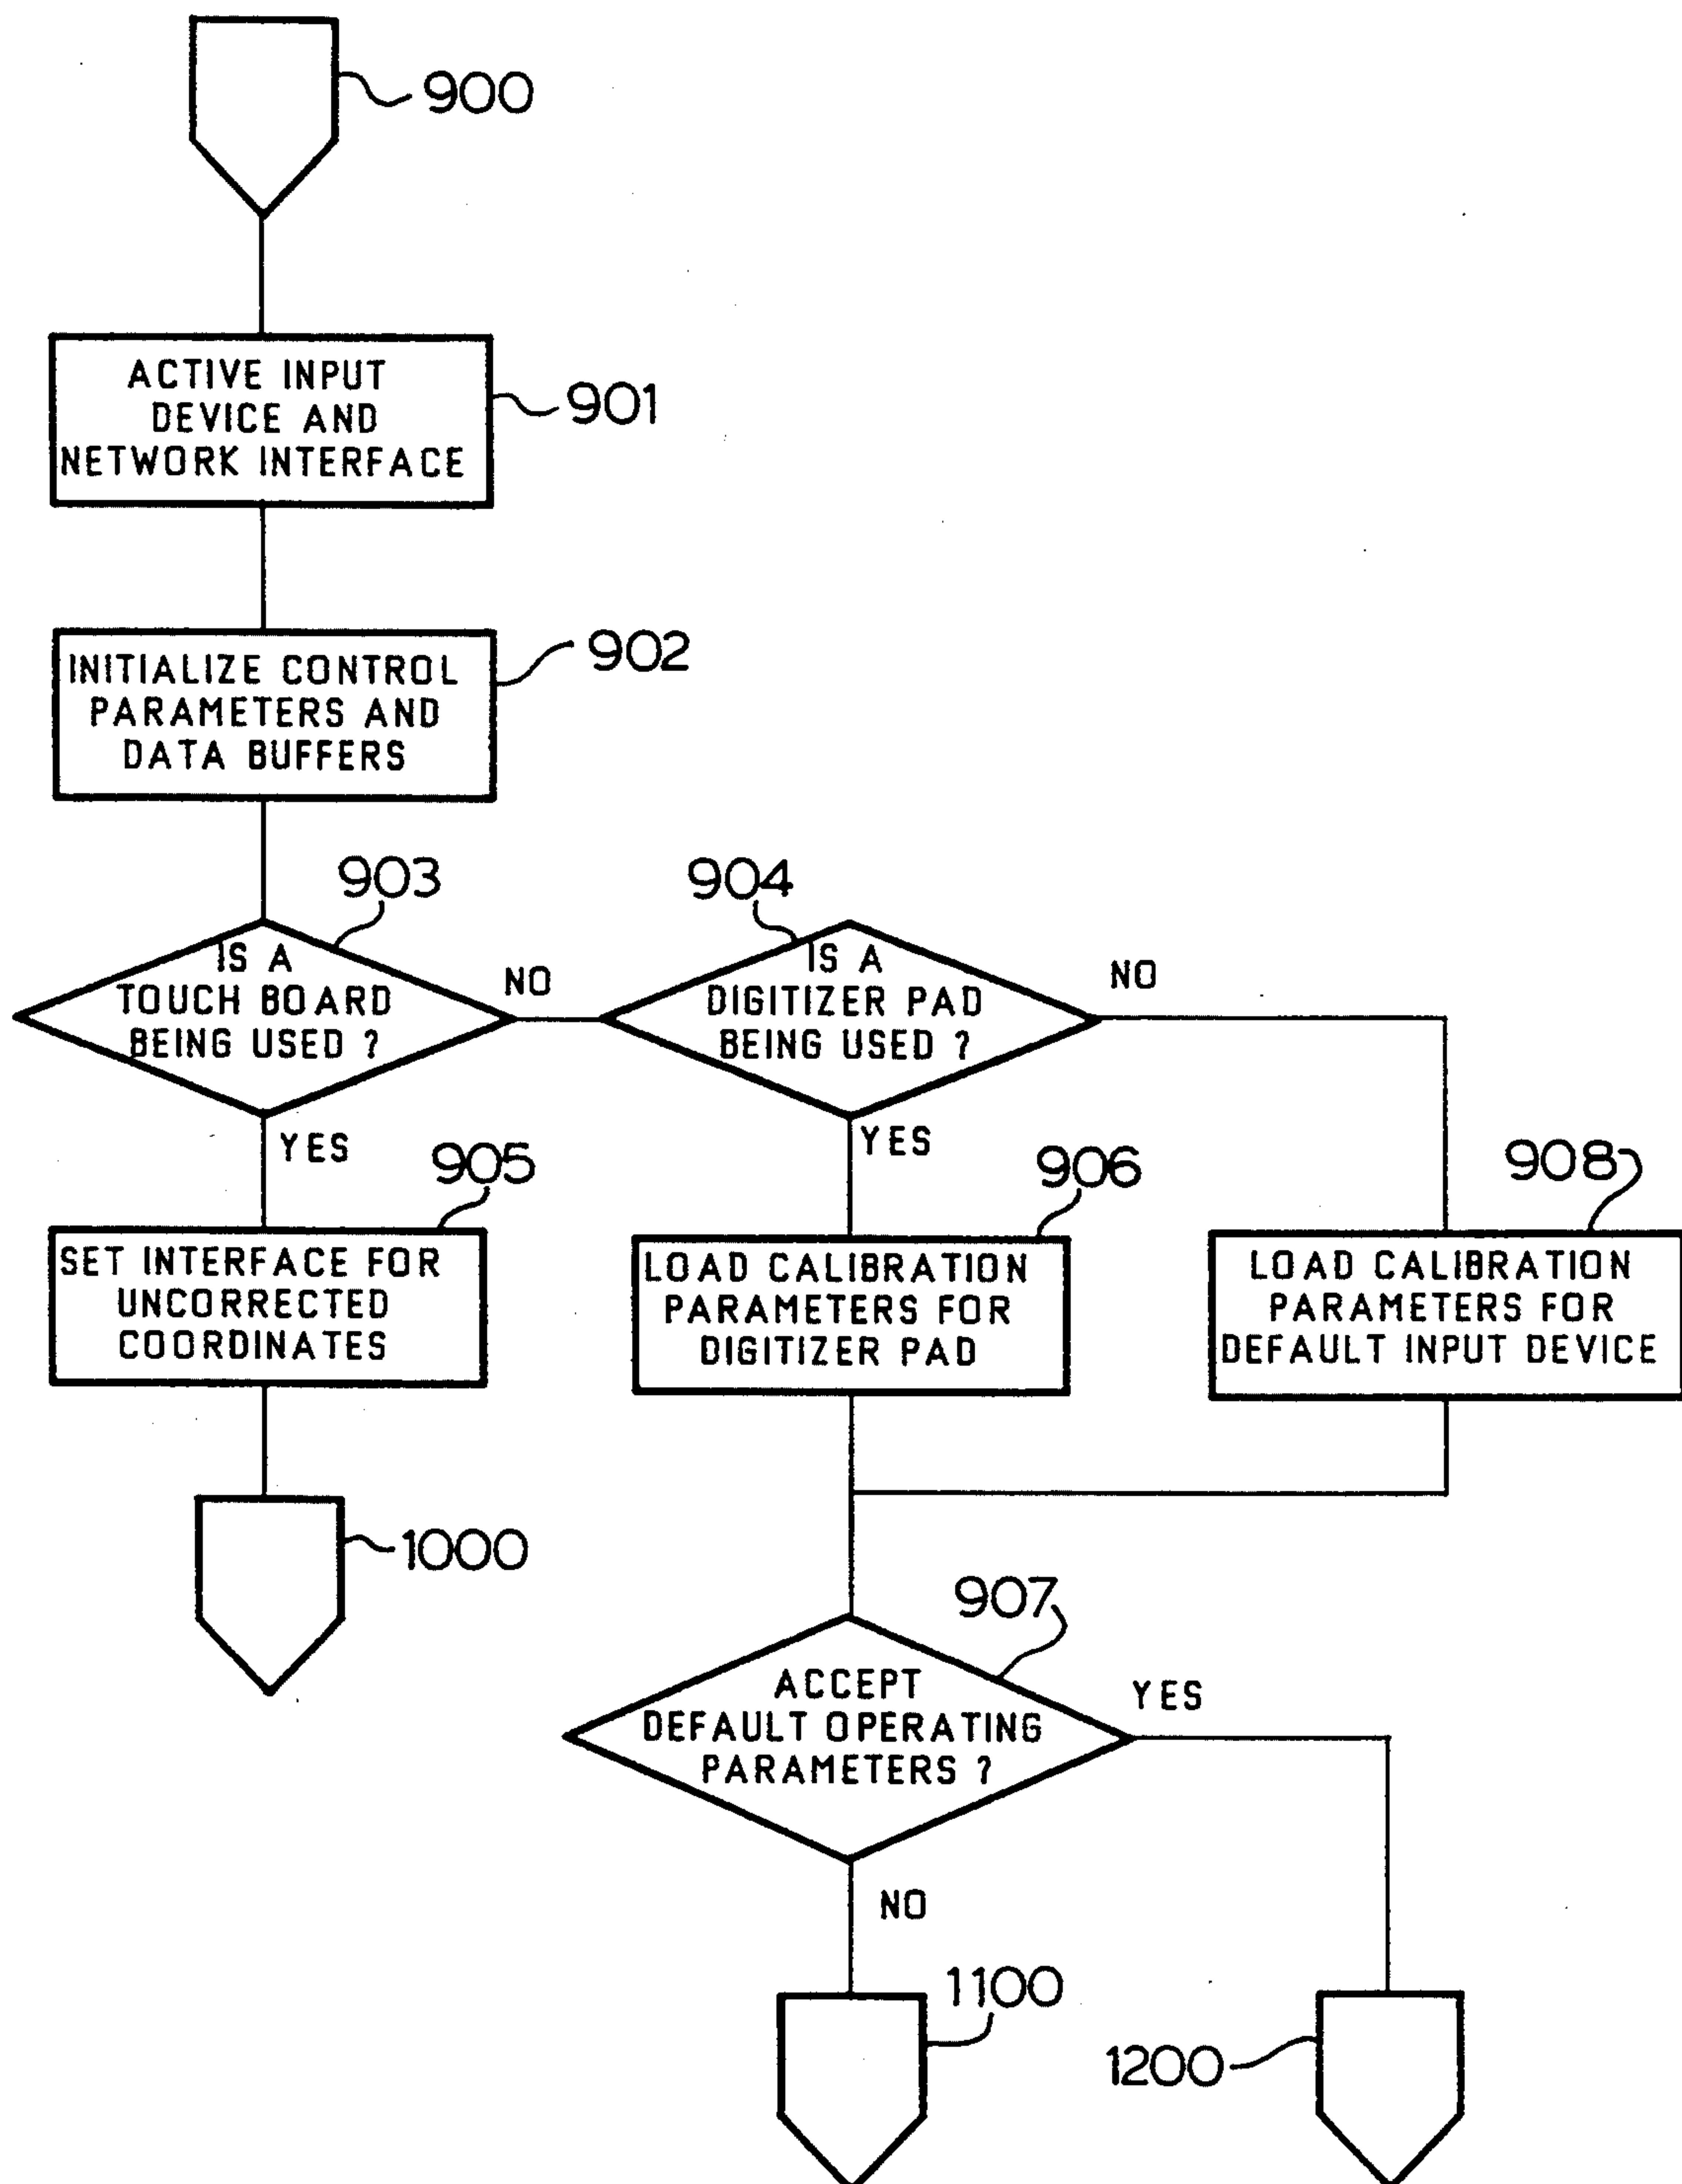 900
ACTIVE INPUT
DEVICE AND
NETWORK INTERFACE
901
INITIALIZE CONTROL
PARAMETERS AND
DATA BUFFERS
902
903
IS A
TOUCH BOARD
BEING USED ?
NO
YES
904
IS A
DIGITIZER PAD
BEING USED ?
NO
YES
905
SET INTERFACE FOR
UNCORRECTED
COORDINATES
906
LOAD CALIBRATION
PARAMETERS FOR
DIGITIZER PAD
908
LOAD CALIBRATION
PARAMETERS FOR
DEFAULT INPUT DEVICE
1000
907
ACCEPT
DEFAULT OPERATING
PARAMETERS ?
YES
NO
1100
1200